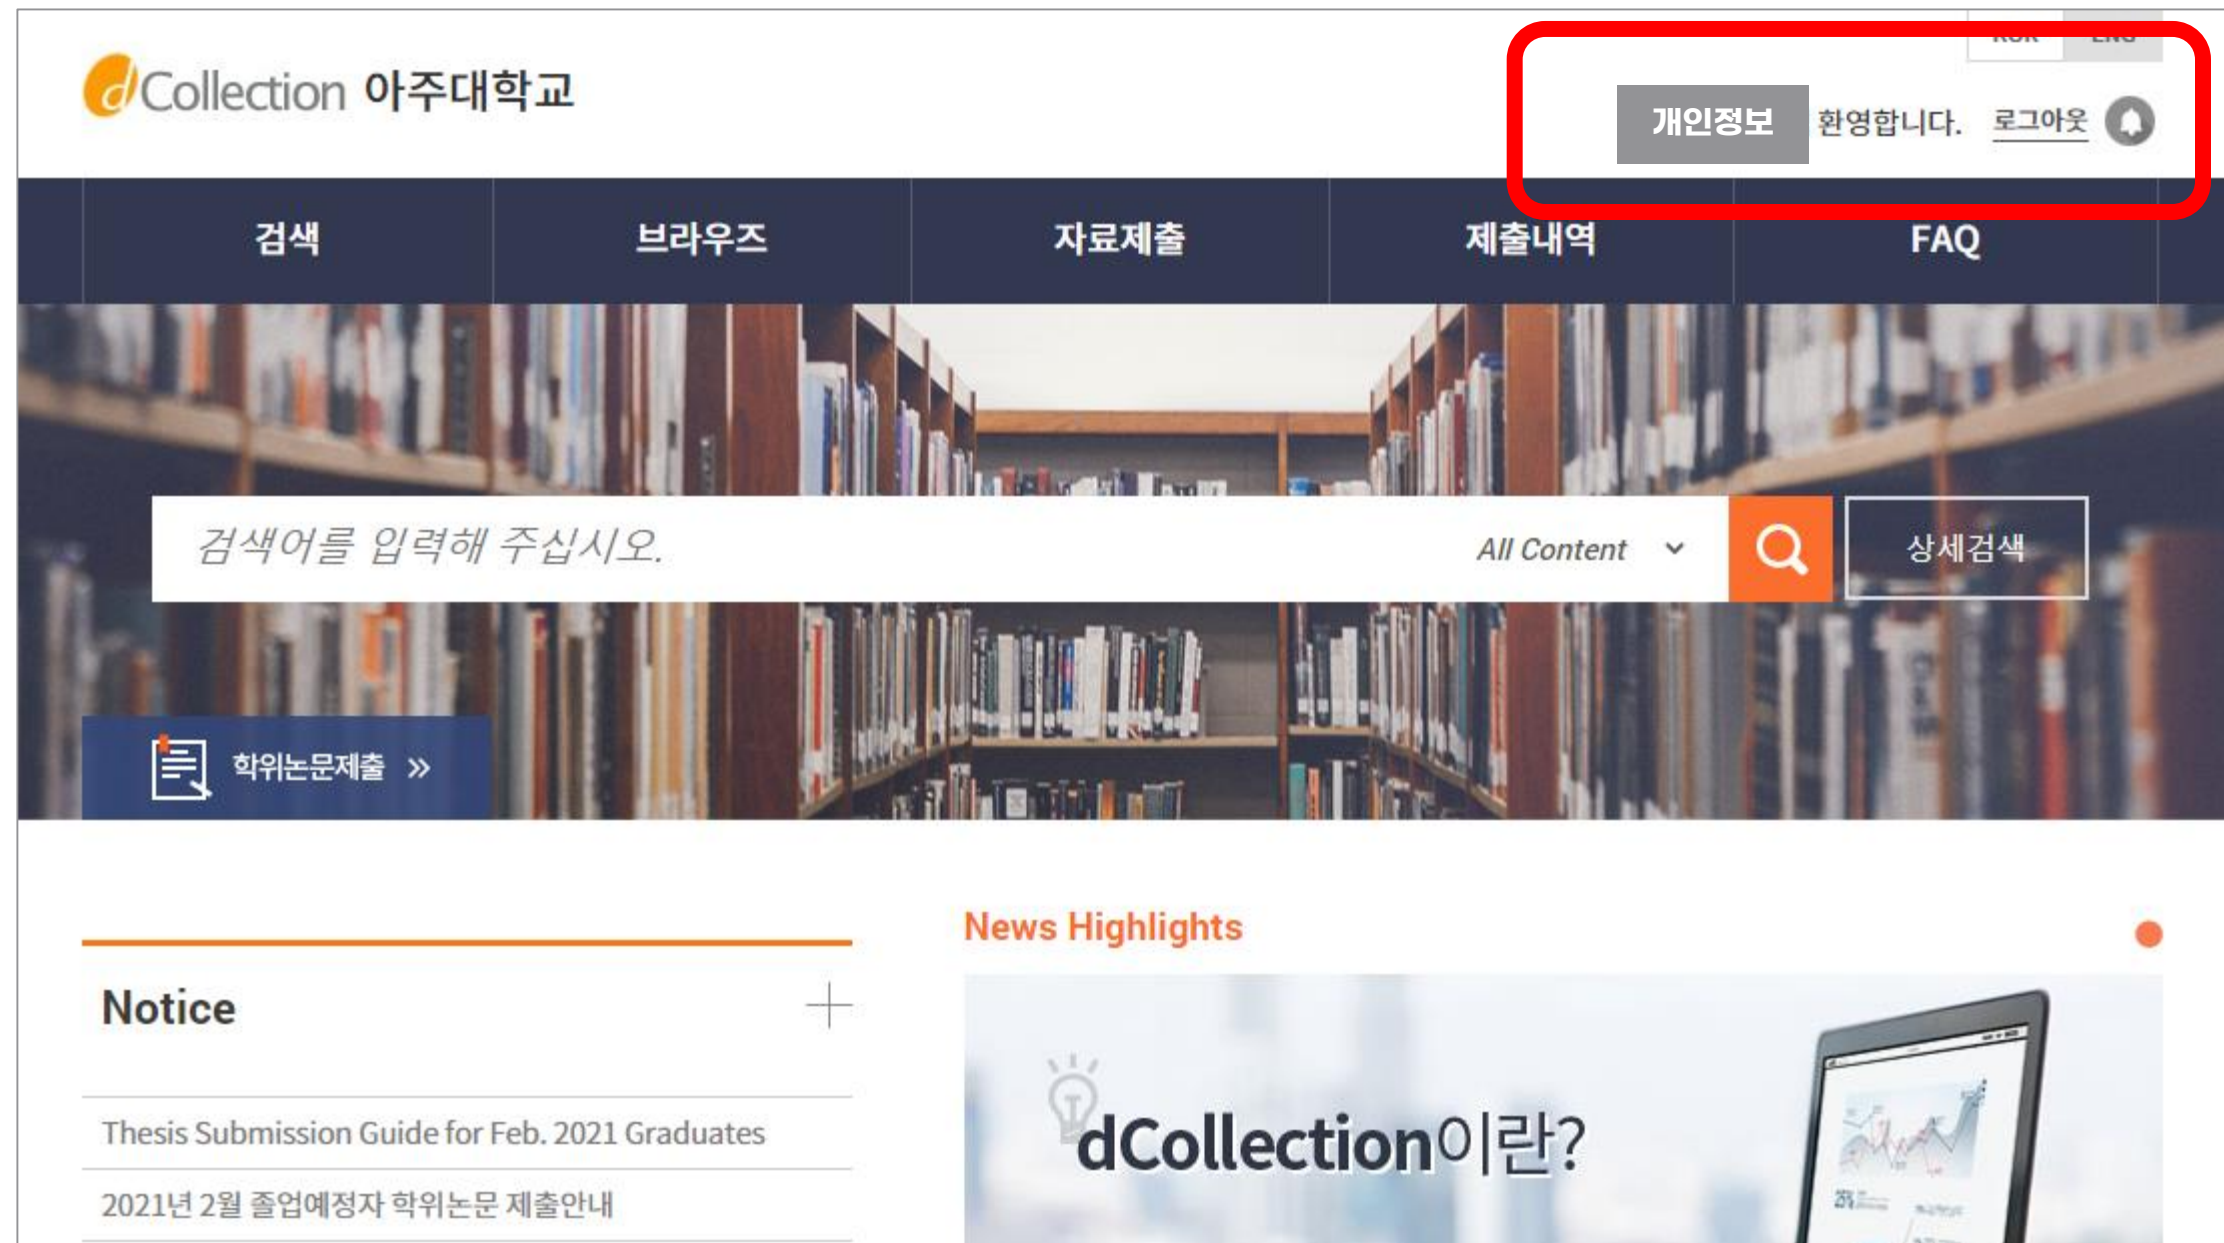 KOR ENG
dCollection 아주대학교
개인정보 환영합니다. 로그아웃
검색 브라우즈 자료제출 제출내역 FAQ
검색어를 입력해 주십시오. All Content 상세검색
학위논문제출 »
News Highlights
Notice
dCollection이란?
Thesis Submission Guide for Feb. 2021 Graduates
2021년 2월 졸업예정자 학위논문 제출안내
25%